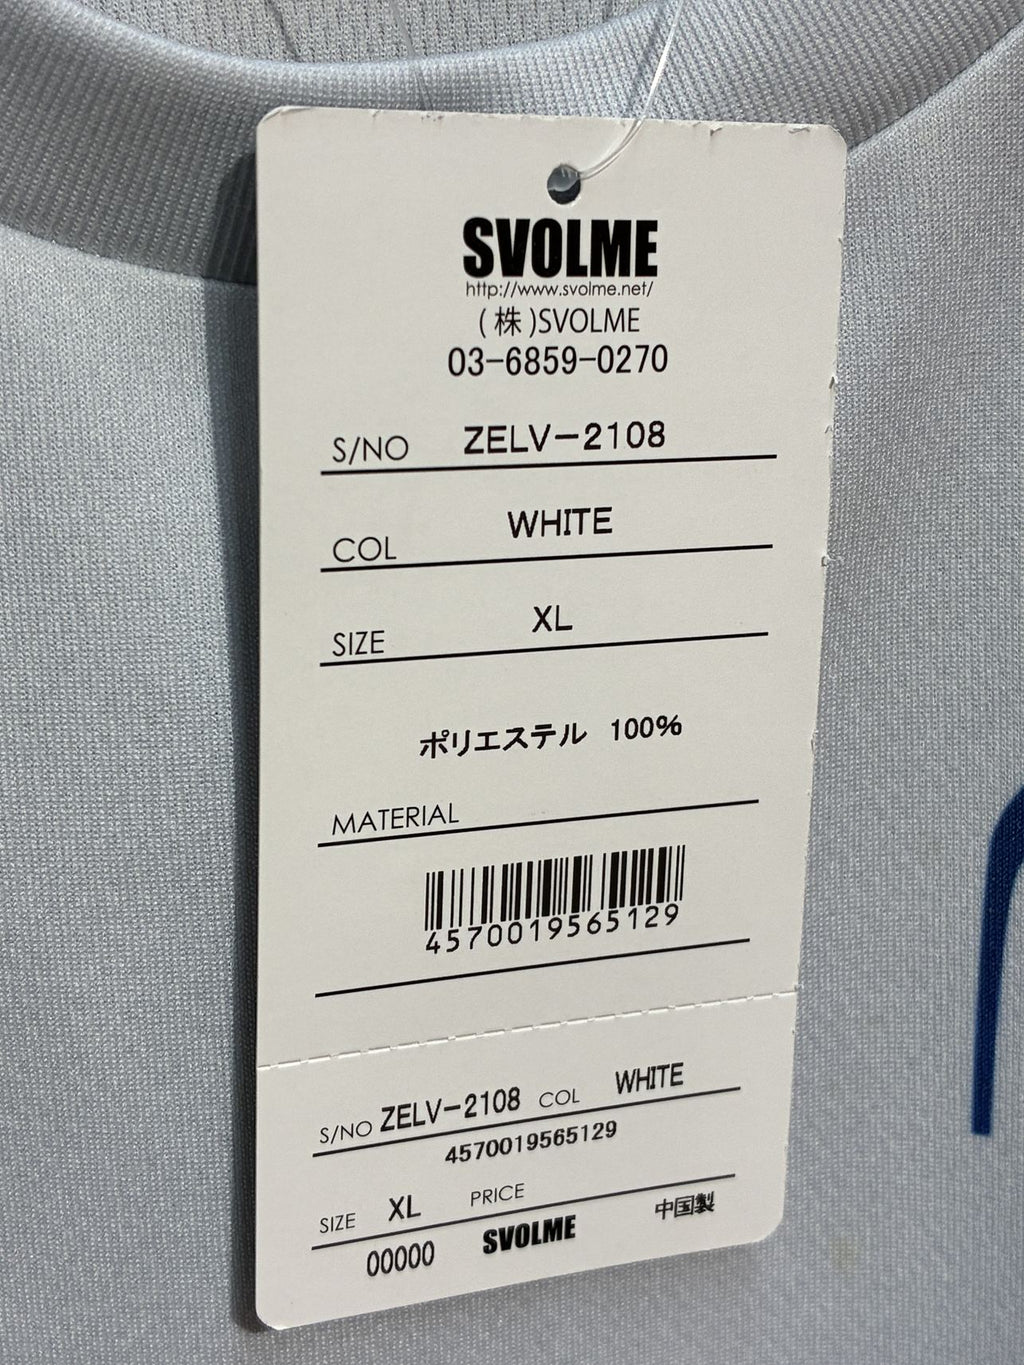 SVOLME
http://www.svolme.net/
(株)SVOLME
03-6859-0270
S/NO ZELV-2108
COL WHITE
SIZE XL
ポリエステル 100%
MATERIAL
4570019565129
S/NO ZELV-2108 COL WHITE
4570019565129
SIZE XL PRICE
00000 SVOLME 中国製